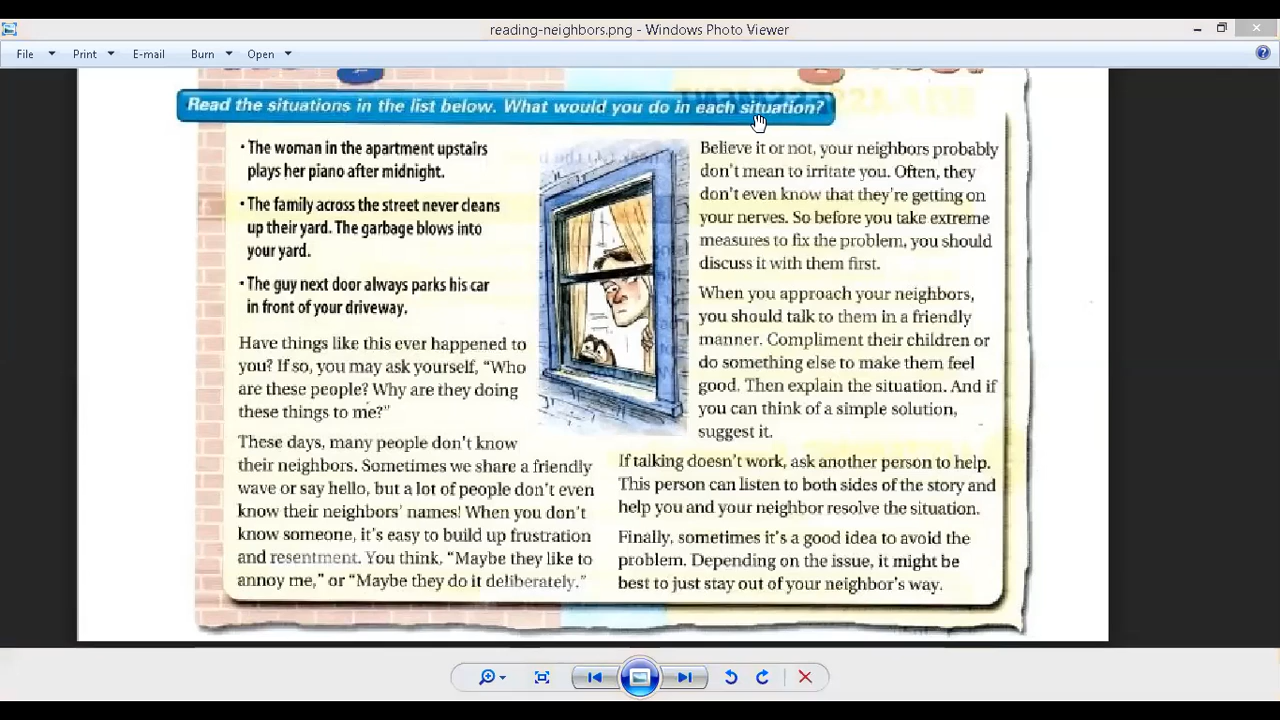 reading-neighbors.png - Windows Photo Viewer
File Print E-mail Burn Open
Read the situations in the list below. What would you do in each situation?
• The woman in the apartment upstairs
plays her piano after midnight.
• The family across the street never cleans
up their yard. The garbage blows into
your yard.
• The guy next door always parks his car
in front of your driveway.
Have things like this ever happened to
you? If so, you may ask yourself, “Who
are these people? Why are they doing
these things to me?”
These days, many people don’t know
their neighbors. Sometimes we share a friendly
wave or say hello, but a lot of people don’t even
know their neighbors’ names! When you don’t
know someone, it’s easy to build up frustration
and resentment. You think, “Maybe they like to
annoy me,” or “Maybe they do it deliberately.”
Believe it or not, your neighbors probably
don’t mean to irritate you. Often, they
don’t even know that they’re getting on
your nerves. So before you take extreme
measures to fix the problem, you should
discuss it with them first.
When you approach your neighbors,
you should talk to them in a friendly
manner. Compliment their children or
do something else to make them feel
good. Then explain the situation. And if
you can think of a simple solution,
suggest it.
If talking doesn’t work, ask another person to help.
This person can listen to both sides of the story and
help you and your neighbor resolve the situation.
Finally, sometimes it’s a good idea to avoid the
problem. Depending on the issue, it might be
best to just stay out of your neighbor’s way.